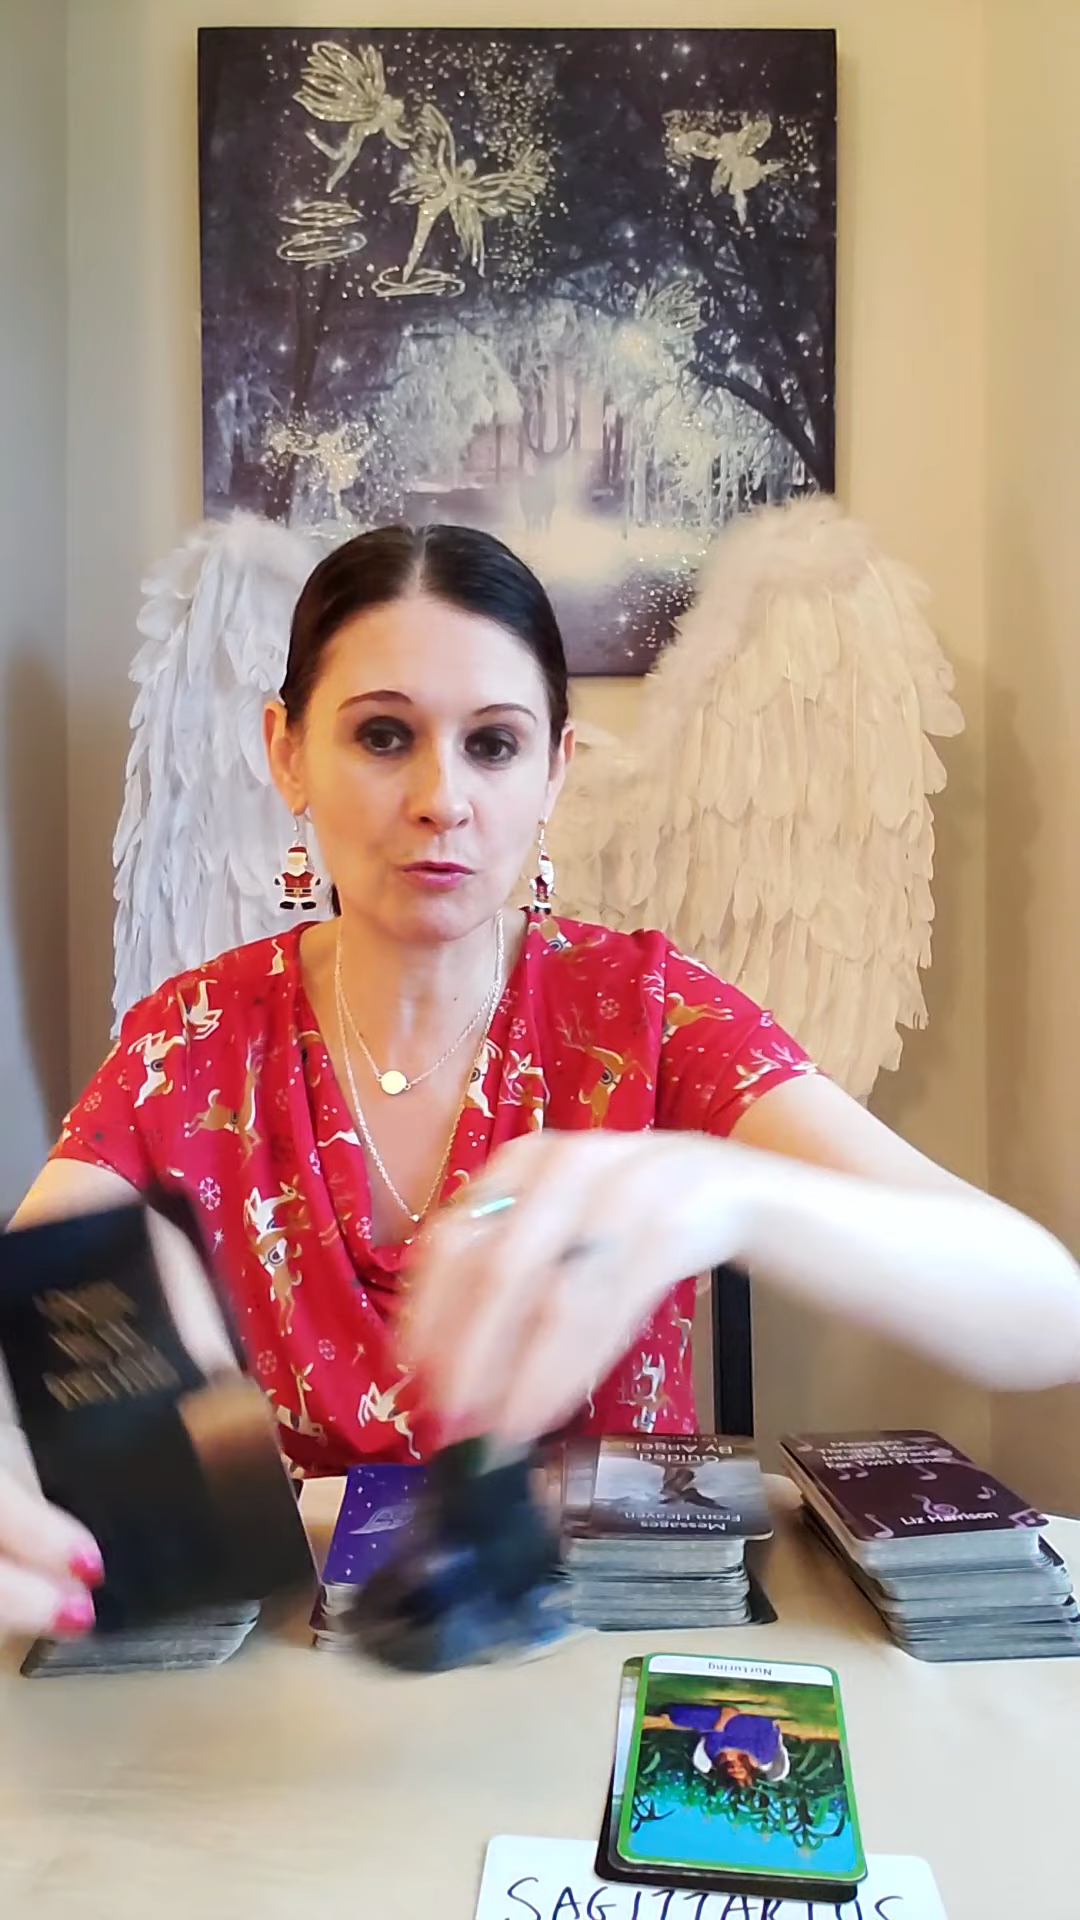 Guided
By Angels
Messages
From Heaven
Messages
Through Music
Intuitive Oracle
For Twin Flames
Liz Harrison
Nurturing
SAGITTARIUS